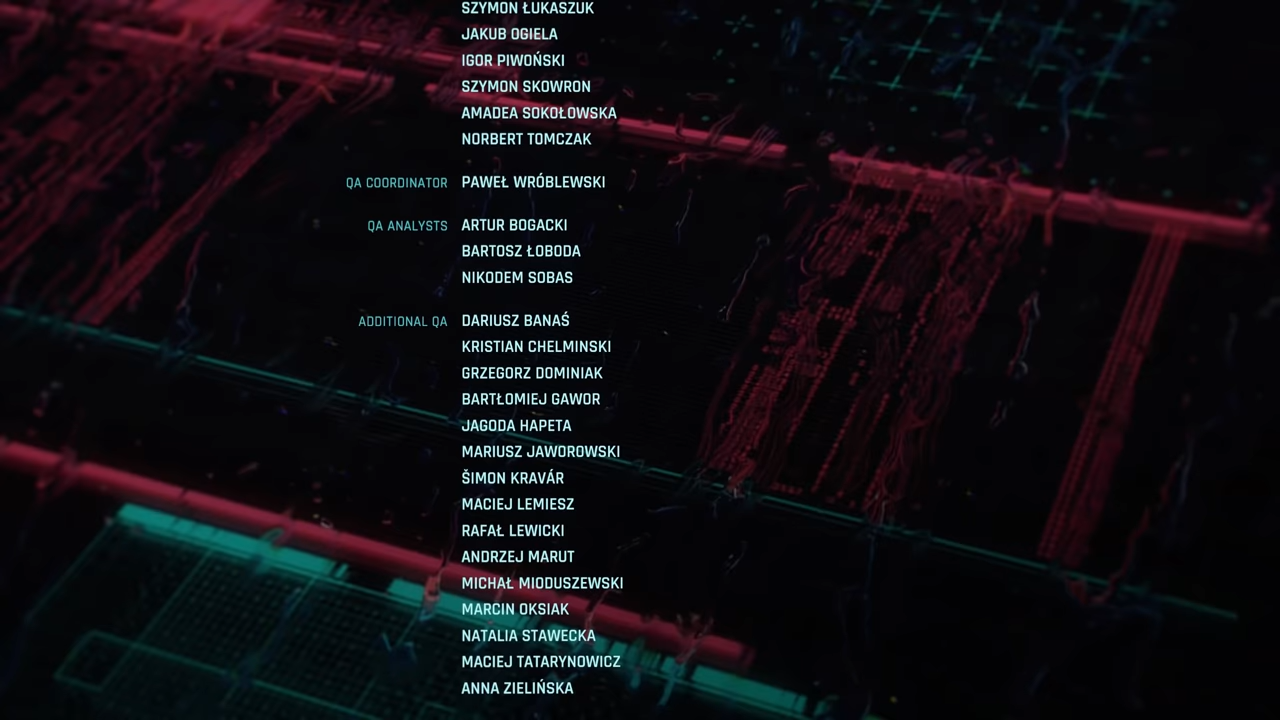 SZYMON ŁUKASZUK
JAKUB OGIELA
IGOR PIWOŃSKI
SZYMON SKOWRON
AMADEA SOKOŁOWSKA
NORBERT TOMCZAK
QA COORDINATOR PAWEŁ WRÓBLEWSKI
QA ANALYSTS ARTUR BOGACKI
BARTOSZ ŁOBODA
NIKODEM SOBAS
ADDITIONAL QA DARIUSZ BANAŚ
KRISTIAN CHELMINSKI
GRZEGORZ DOMINIAK
BARTŁOMIEJ GAWOR
JAGODA HAPETA
MARIUSZ JAWOROWSKI
ŠIMON KRAVÁR
MACIEJ LEMIESZ
RAFAŁ LEWICKI
ANDRZEJ MARUT
MICHAŁ MIODUSZEWSKI
MARCIN OKSIAK
NATALIA STAWECKA
MACIEJ TATARYNOWICZ
ANNA ZIELIŃSKA